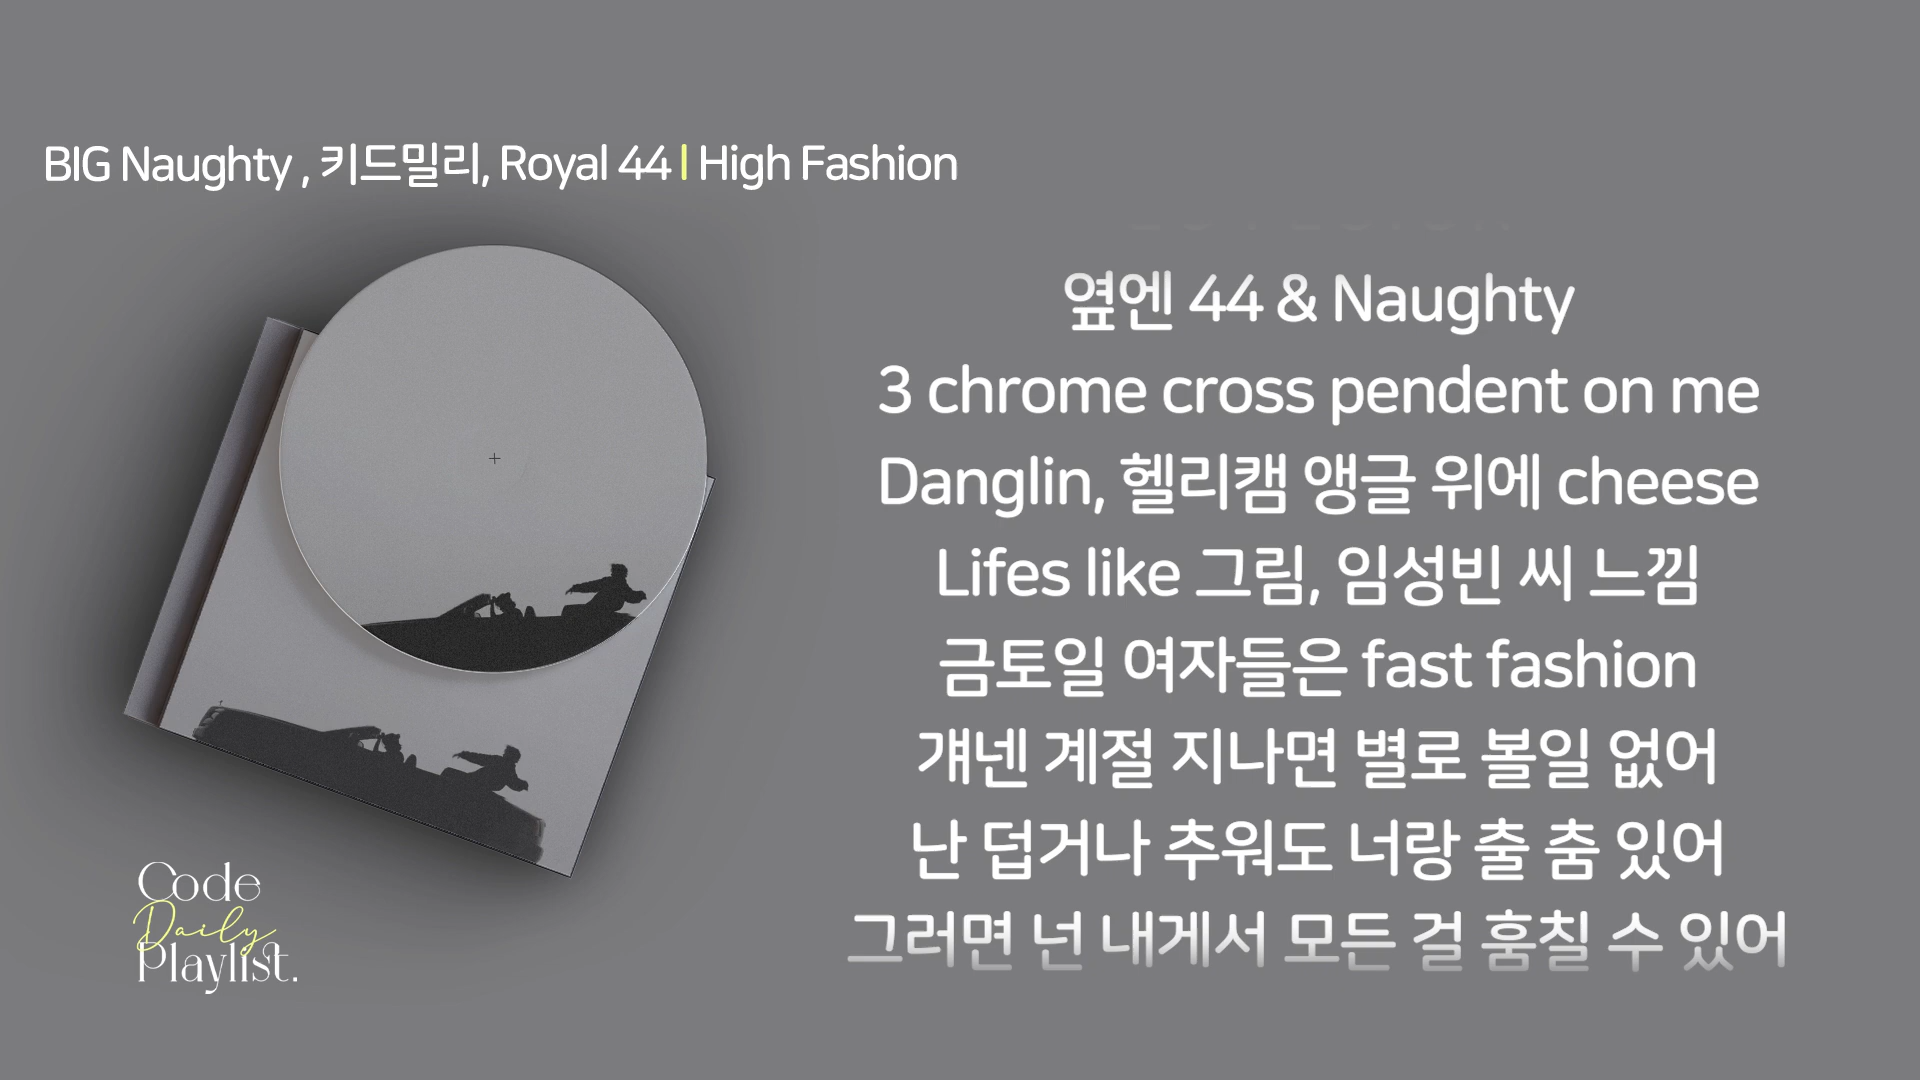 BIG Naughty , 키드밀리, Royal 44 | High Fashion
옆엔 44 & Naughty
3 chrome cross pendent on me
Danglin, 헬리캠 앵글 위에 cheese
Lifes like 그림, 임성빈 씨 느낌
금토일 여자들은 fast fashion
걔넨 계절 지나면 별로 볼일 없어
난 덥거나 추워도 너랑 출 춤 있어
그러면 넌 내게서 모든 걸 훔칠 수 있어
Code
Daily
Playlist.